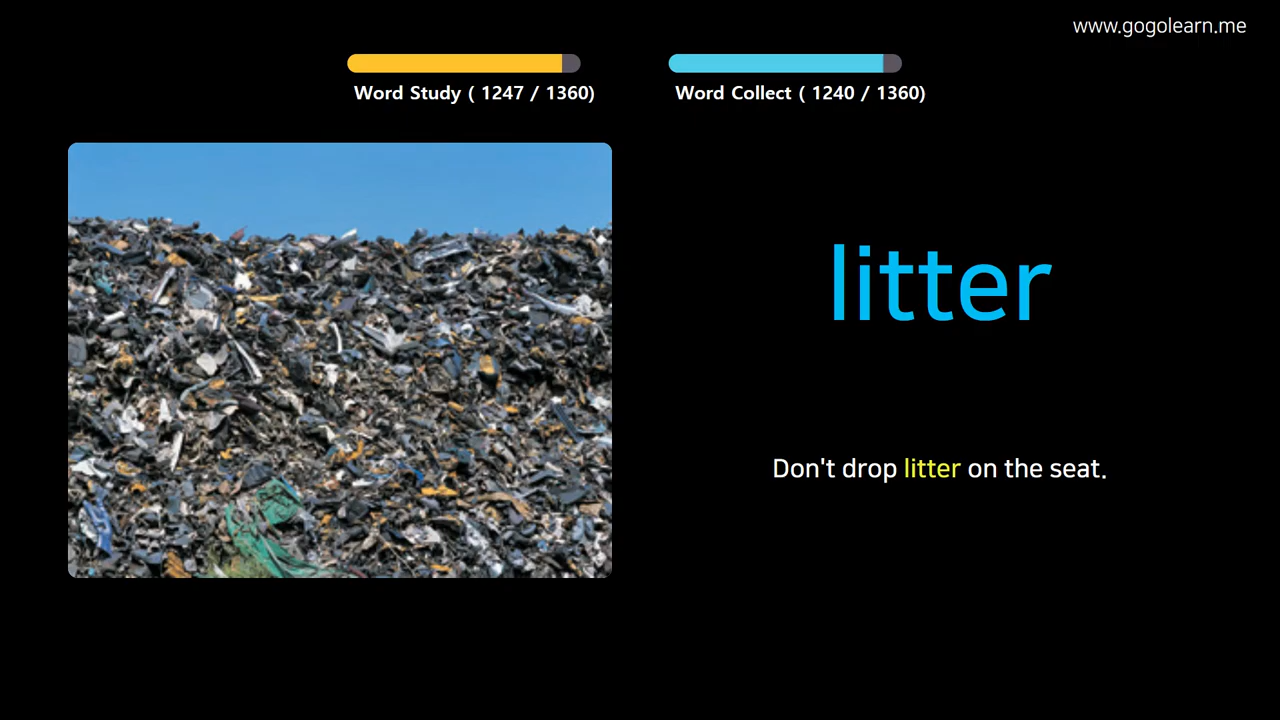 www.gogolearn.me
Word Study ( 1247 / 1360)
Word Collect ( 1240 / 1360)
litter
Don't drop litter on the seat.